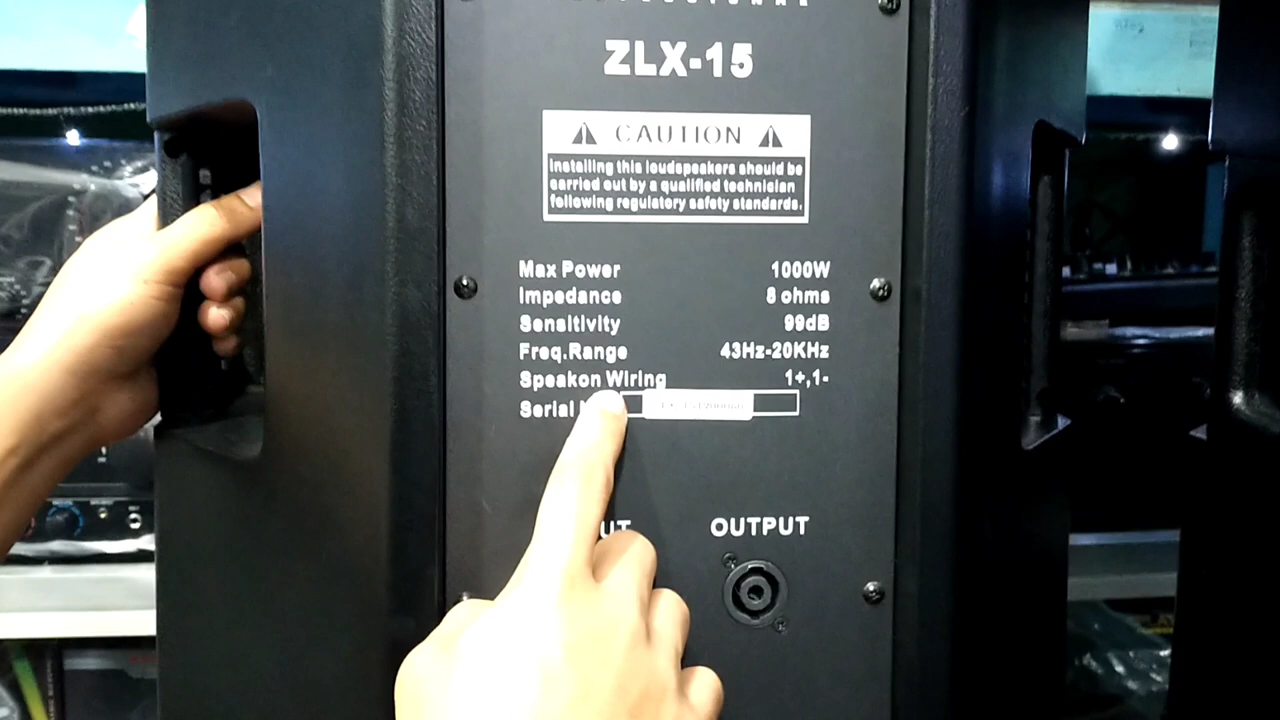 ZLX-15
CAUTION
Installing this loudspeakers should be
carried out by a qualified technician
following regulatory safety standards.
Max Power 1000W
Impedance 8 ohms
Sensitivity 99dB
Freq.Range 43Hz-20KHz
Speakon Wiring 1+,1-
Serial
OUTPUT